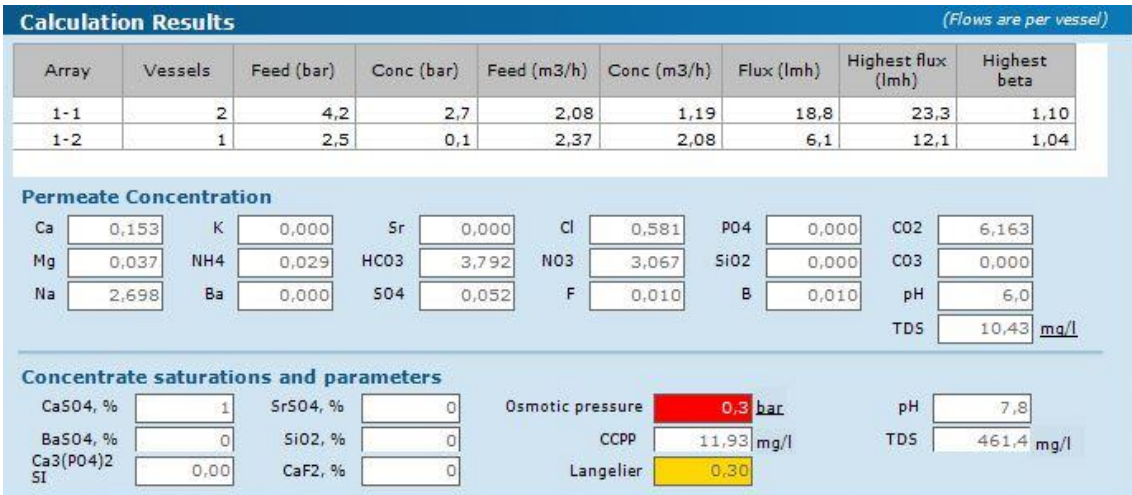 Calculation Results (Flows are per vessel)
Array Vessels Feed (bar) Conc (bar) Feed (m3/h) Conc (m3/h) Flux (lmh) Highest flux (lmh) Highest beta
1-1 2 4,2 2,7 2,08 1,19 18,8 23,3 1,10
1-2 1 2,5 0,1 2,37 2,08 6,1 12,1 1,04
Permeate Concentration
Ca 0,153 K 0,000 Sr 0,000 Cl 0,581 PO4 0,000 CO2 6,163
Mg 0,037 NH4 0,029 HCO3 3,792 NO3 3,067 SiO2 0,000 CO3 0,000
Na 2,698 Ba 0,000 SO4 0,052 F 0,010 B 0,010 pH 6,0
TDS 10,43 mg/l
Concentrate saturations and parameters
CaSO4, % 1 SrSO4, % 0 Osmotic pressure 0,3 bar pH 7,8
BaSO4, % 0 SiO2, % 0 CCPP 11,93 mg/l TDS 461,4 mg/l
Ca3(PO4)2 SI 0,00 CaF2, % 0 Langelier 0,30